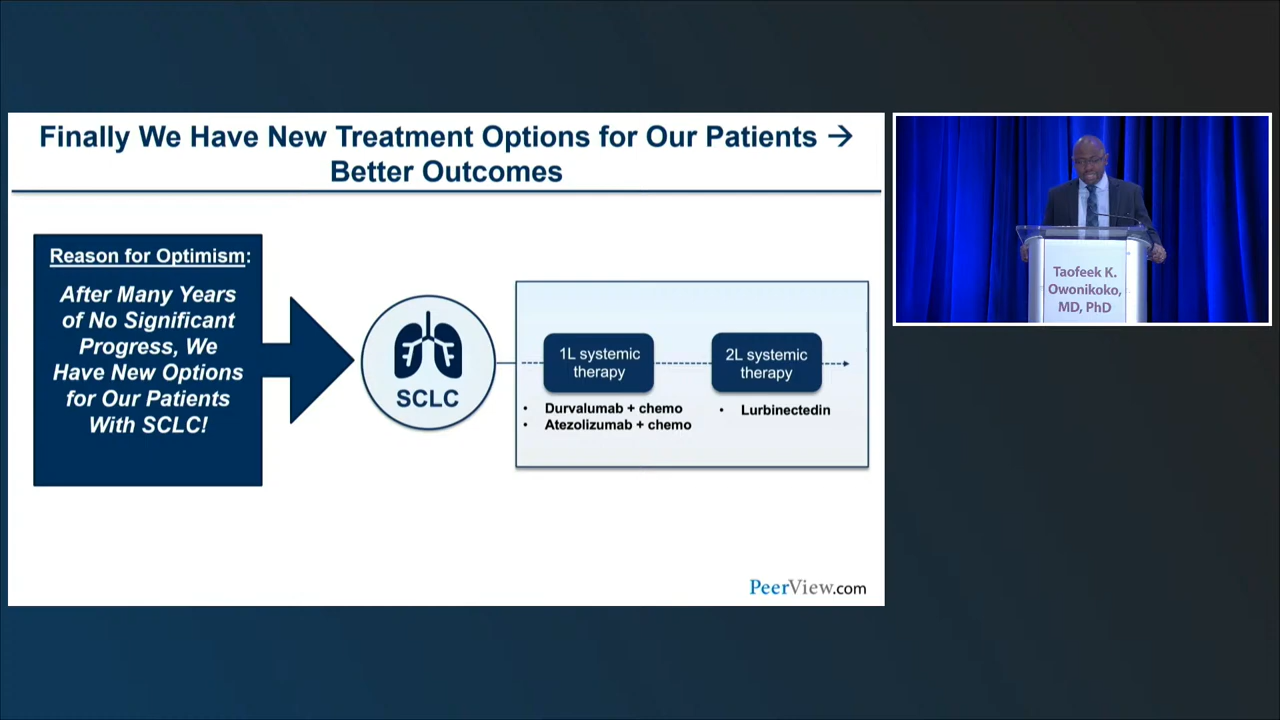 Finally We Have New Treatment Options for Our Patients →
Better Outcomes
Reason for Optimism:
After Many Years
of No Significant
Progress, We
Have New Options
for Our Patients
With SCLC!
SCLC
1L systemic
therapy
• Durvalumab + chemo
• Atezolizumab + chemo
2L systemic
therapy
• Lurbinectedin
PeerView.com
Taofeek K.
Owonikoko,
MD, PhD